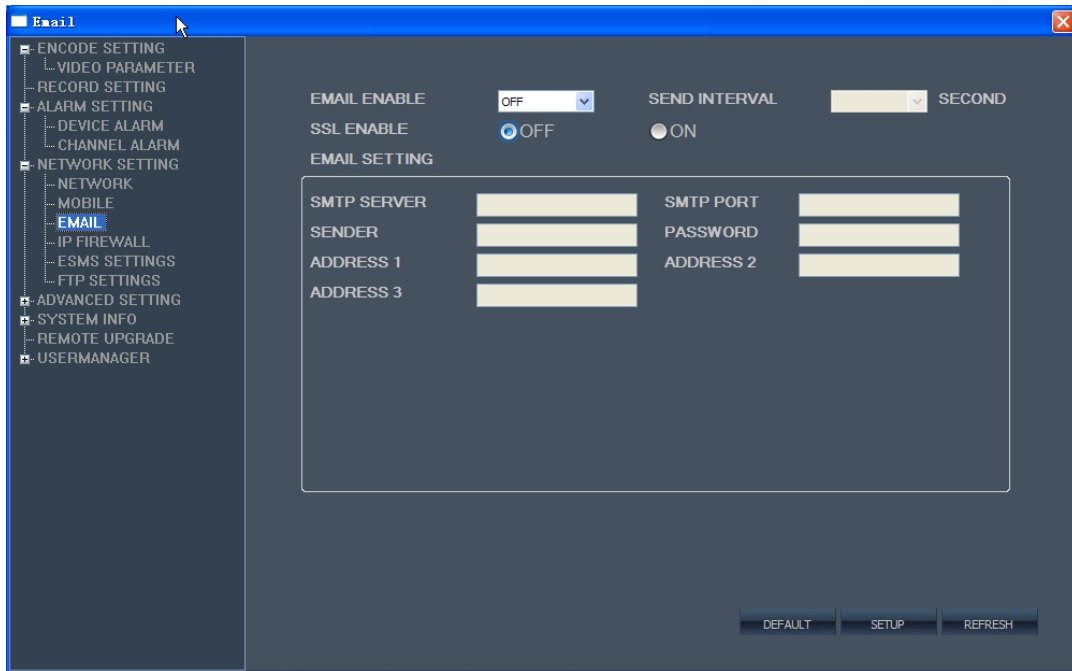 Email
ENCODE SETTING
VIDEO PARAMETER
RECORD SETTING
ALARM SETTING
DEVICE ALARM
CHANNEL ALARM
NETWORK SETTING
NETWORK
MOBILE
EMAIL
IP FIREWALL
ESMS SETTINGS
FTP SETTINGS
ADVANCED SETTING
SYSTEM INFO
REMOTE UPGRADE
USERMANAGER
EMAIL ENABLE OFF SEND INTERVAL SECOND
SSL ENABLE OFF ON
EMAIL SETTING
SMTP SERVER SMTP PORT
SENDER PASSWORD
ADDRESS 1 ADDRESS 2
ADDRESS 3
DEFAULT SETUP REFRESH